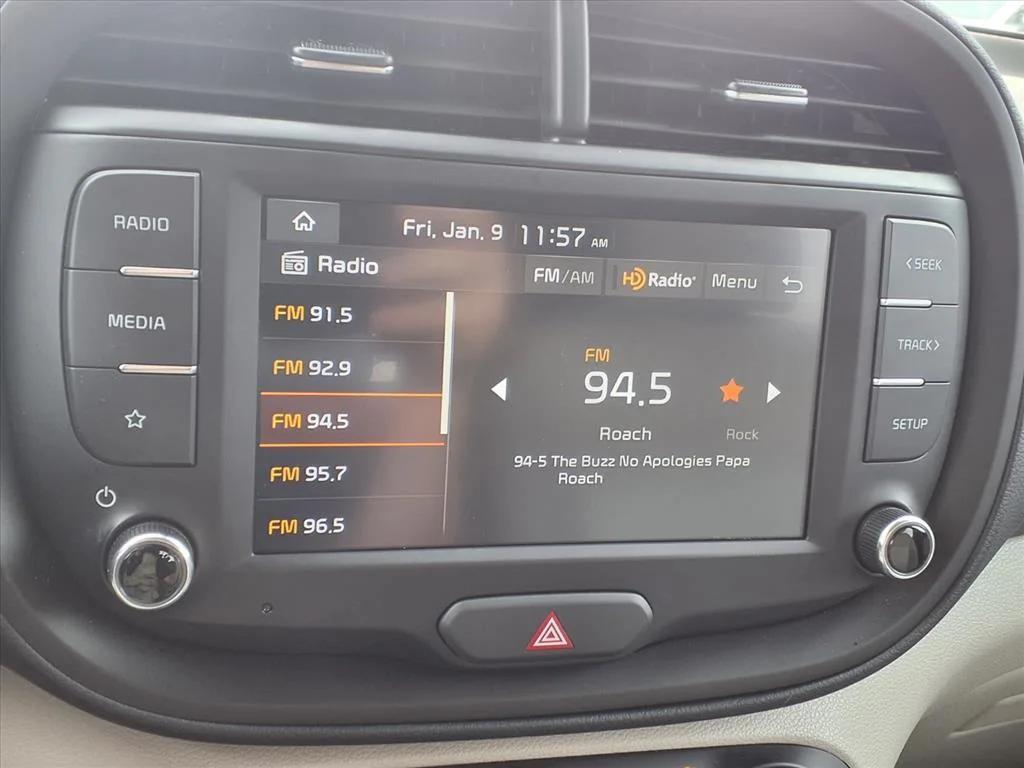 RADIO
MEDIA
Fri, Jan. 9 11:57 AM
Radio
FM/AM HD Radio® Menu
FM 91.5
FM 92.9
FM 94.5
FM 95.7
FM 96.5
FM
94.5
Roach Rock
94-5 The Buzz No Apologies Papa
Roach
< SEEK
TRACK >
SETUP